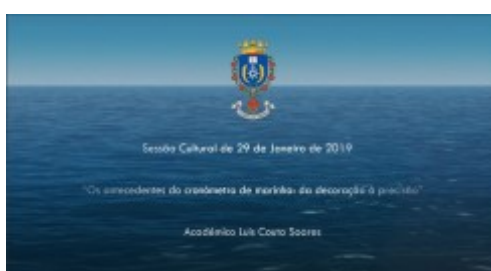 Sessão Cultural de 29 de Janeiro de 2019
"Os antecedentes do cronómetro de marinha: da decoração à precisão"
Académico Luís Couto Soares